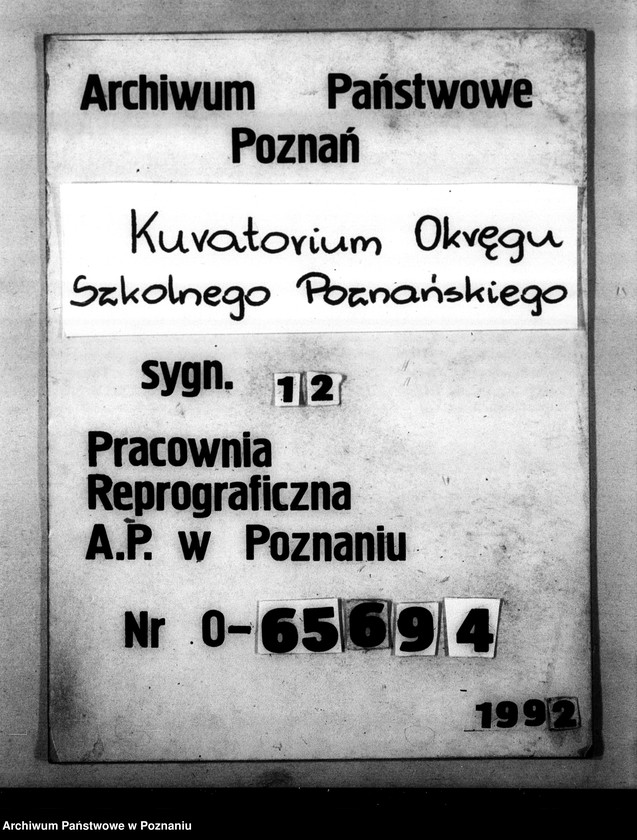 Archiwum Państwowe
Poznań
Kuratorium Okręgu
Szkolnego Poznańskiego
sygn. 12
Pracownia
Reprograficzna
A.P. w Poznaniu
Nr 0-65694
1992
Archiwum Państwowe w Poznaniu